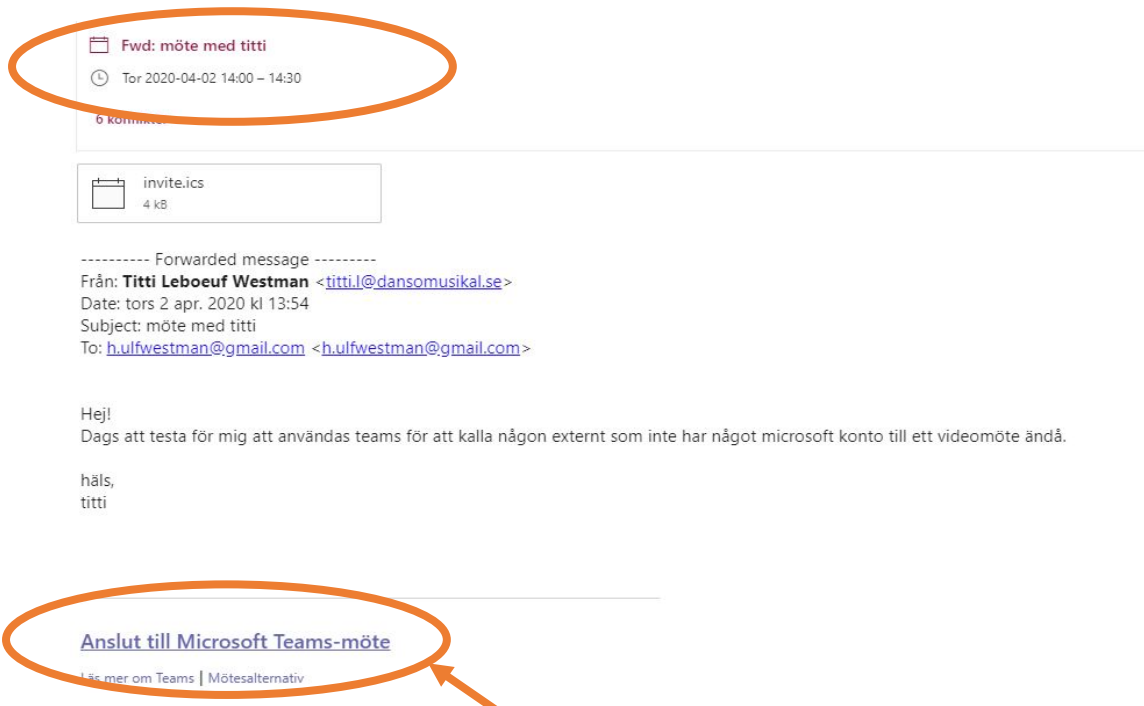 Fwd: möte med titti
Tor 2020-04-02 14:00 – 14:30
6
invite.ics
4 kB
---------- Forwarded message ---------
Från: Titti Leboeuf Westman <titti.l@dansomusikal.se>
Date: tors 2 apr. 2020 kl 13:54
Subject: möte med titti
To: h.ulfwestman@gmail.com <h.ulfwestman@gmail.com>
Hej!
Dags att testa för mig att användas teams för att kalla någon externt som inte har något microsoft konto till ett videomöte ändå.
häls,
titti
Anslut till Microsoft Teams-möte
Läs mer om Teams | Mötesalternativ